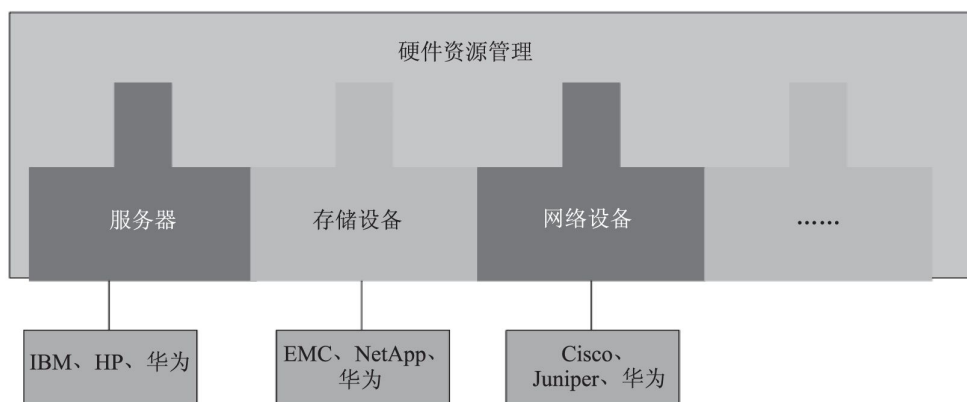 硬件资源管理
服务器
存储设备
网络设备
……
IBM、HP、华为
EMC、NetApp、
华为
Cisco、
Juniper、华为